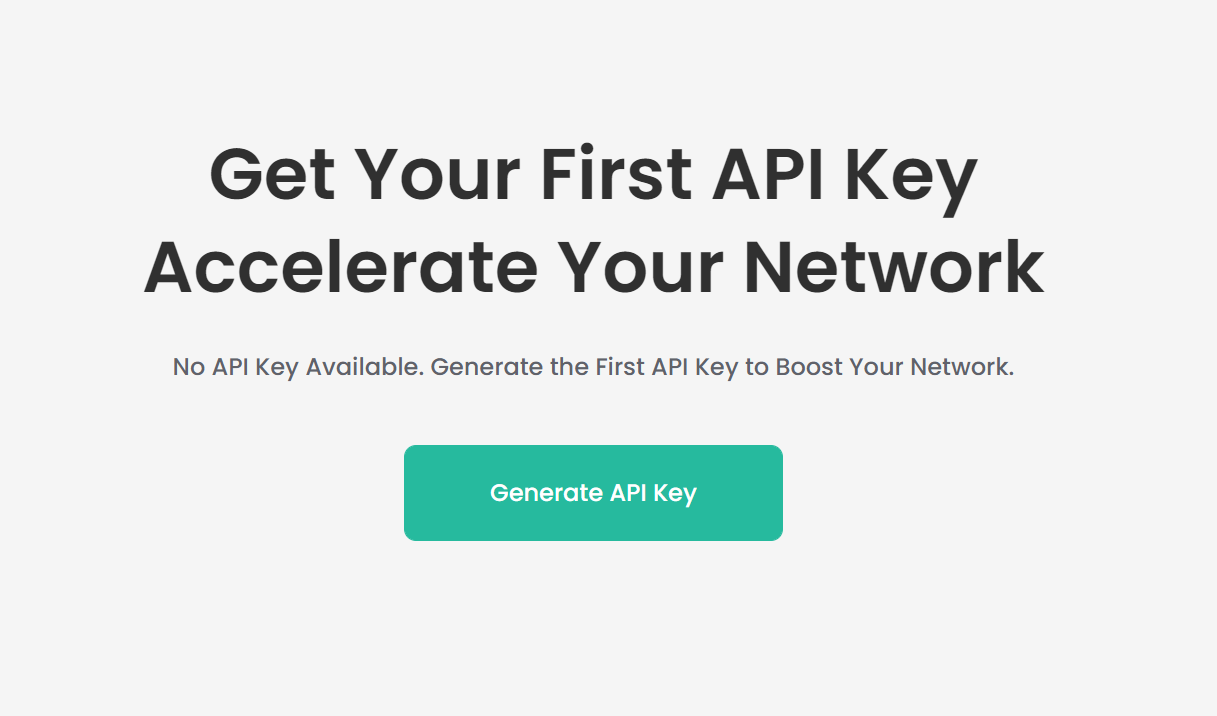 Get Your First API Key
Accelerate Your Network
No API Key Available. Generate the First API Key to Boost Your Network.
Generate API Key